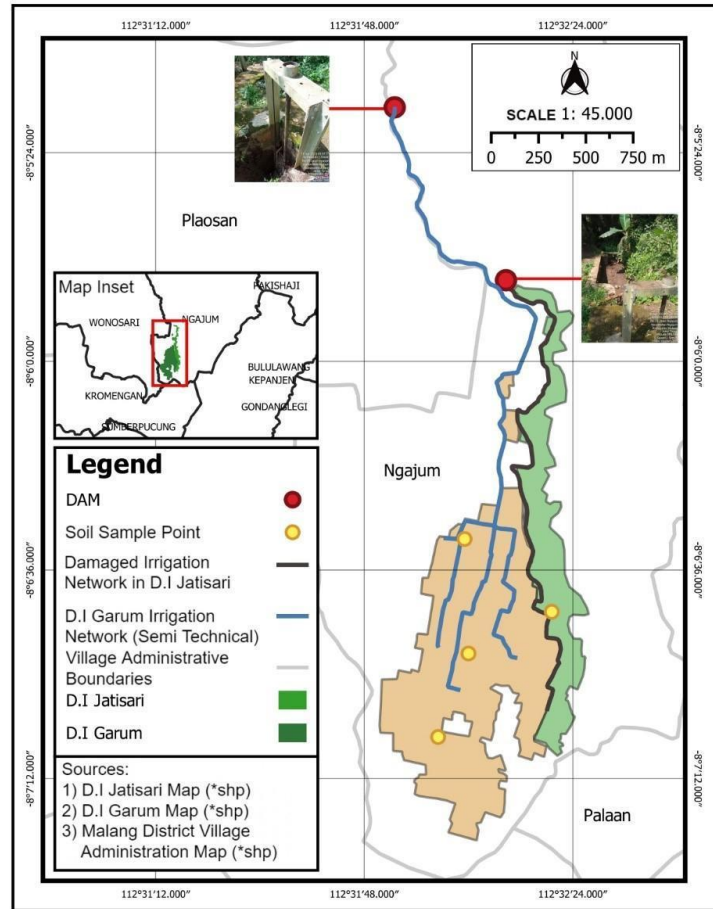 112°31’12.000”
112°31’48.000”
112°32’24.000”
N
SCALE 1: 45.000
0 250 500 750 m
-8°5’24.000”
-8°5’24.000”
Plaosan
Map Inset
PAKISHAJI
WONOSARI
NGAJUM
BULULAWANG
KEPANJEN
KROMENGAN
GONDANGLEGI
SUMBERPUCUNG
-8°6’0.000”
-8°6’0.000”
Ngajum
Legend
DAM
Soil Sample Point
Damaged Irrigation
Network in D.I Jatisari
D.I Garum Irrigation
Network (Semi Technical)
Village Administrative
Boundaries
D.I Jatisari
D.I Garum
-8°6’36.000”
-8°6’36.000”
Sources:
1) D.I Jatisari Map (*shp)
2) D.I Garum Map (*shp)
3) Malang District Village
Administration Map (*shp)
-8°7’12.000”
-8°7’12.000”
Palaan
112°31’12.000”
112°31’48.000”
112°32’24.000”